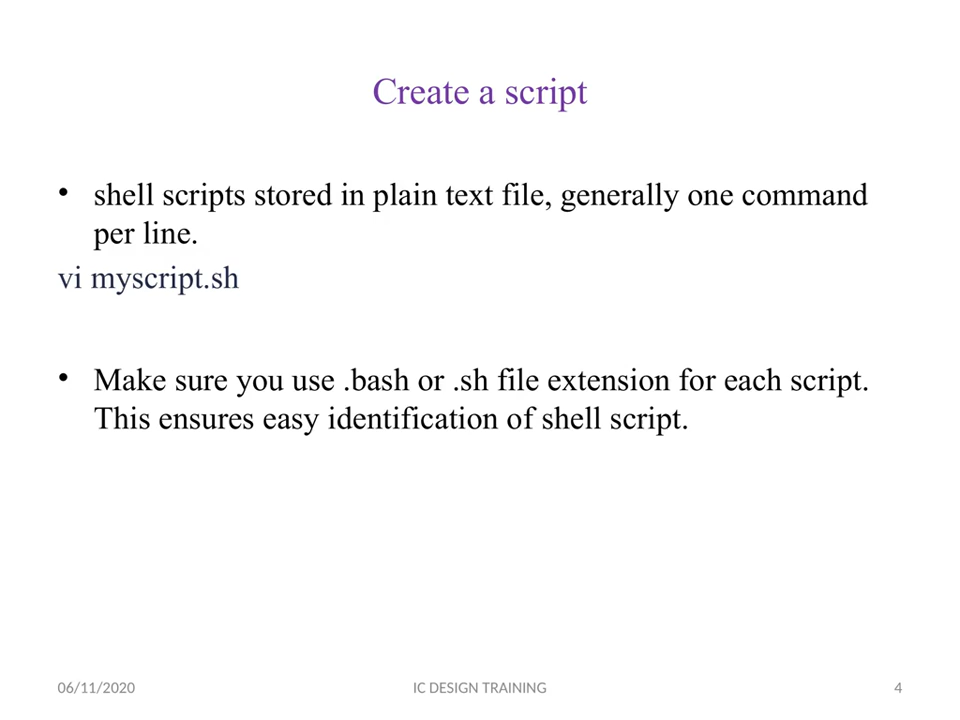 Create a script
• shell scripts stored in plain text file, generally one command
per line.
vi myscript.sh
• Make sure you use .bash or .sh file extension for each script.
This ensures easy identification of shell script.
06/11/2020
IC DESIGN TRAINING
4